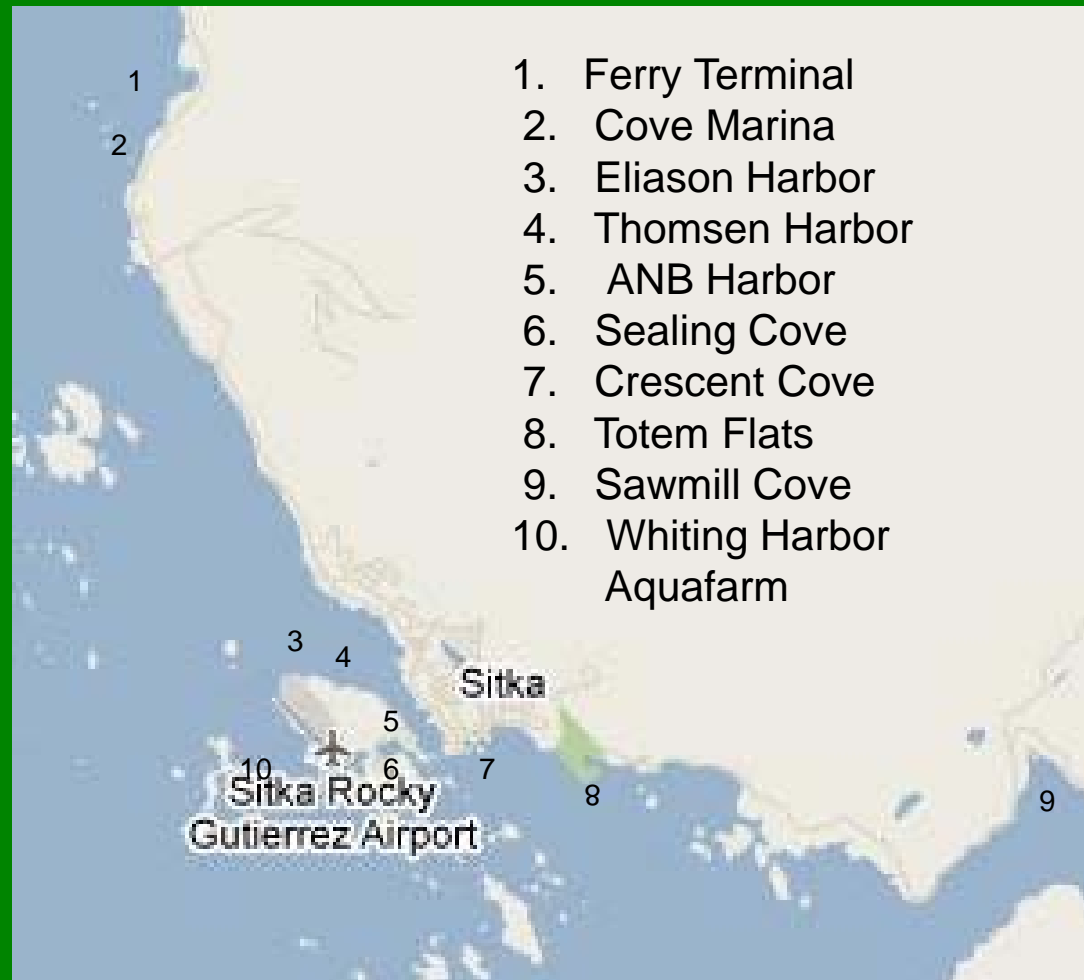 1. Ferry Terminal
2. Cove Marina
3. Eliason Harbor
4. Thomsen Harbor
5. ANB Harbor
6. Sealing Cove
7. Crescent Cove
8. Totem Flats
9. Sawmill Cove
10. Whiting Harbor
Aquafarm
1
2
3
4
Sitka
5
10
6
7
Sitka Rocky
Gutierrez Airport
8
9